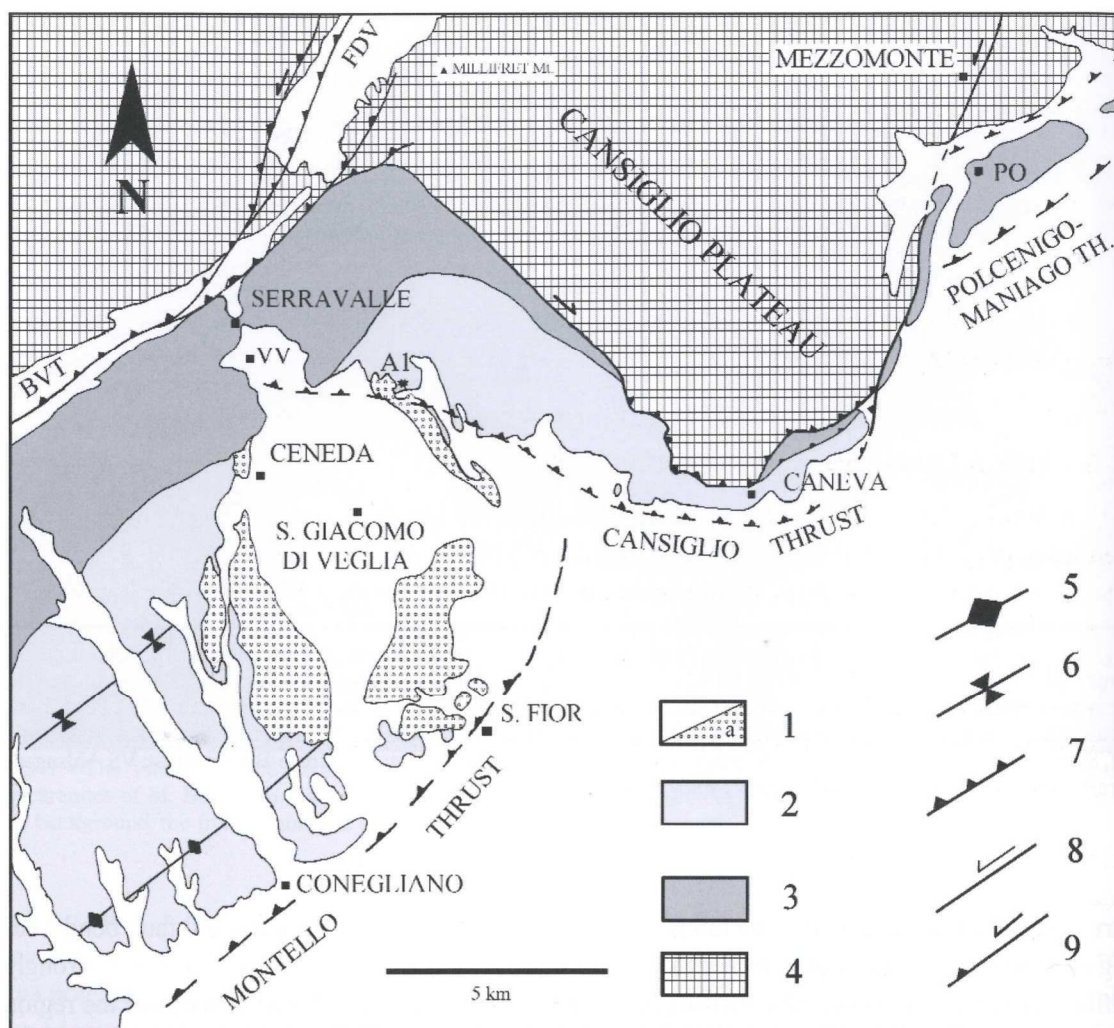 FDV
MILLIFRET Mt.
MEZZOMONTE
N
CANSIGLIO PLATEAU
PO
POLCENIGO-
MANIAGO TH.
SERRAVALLE
BVT
VV
A1
CENEDA
CANEVA
S. GIACOMO
DI VEGLIA
CANSIGLIO THRUST
5
6
S. FIOR
a
1
7
2
8
CONEGLIANO
3
9
MONTELLO THRUST
4
5 km